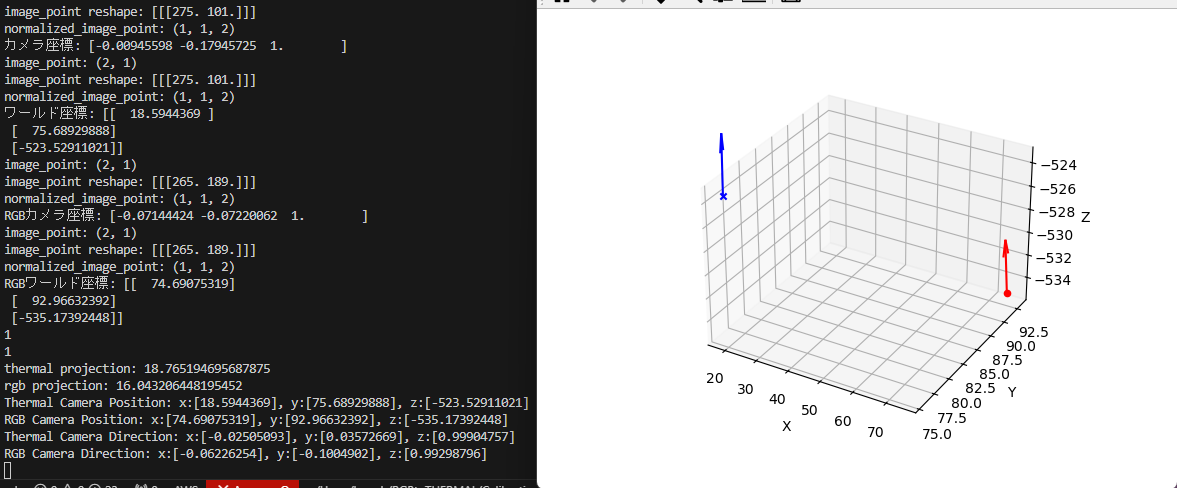 image_point reshape: [[[275. 101.]]]
normalized_image_point: (1, 1, 2)
カメラ座標: [-0.00945598 -0.17945725  1.        ]
image_point: (2, 1)
image_point reshape: [[[275. 101.]]]
normalized_image_point: (1, 1, 2)
ワールド座標: [[  18.5944369 ]
 [  75.68929888]
 [-523.52911021]]
image_point: (2, 1)
image_point reshape: [[[265. 189.]]]
normalized_image_point: (1, 1, 2)
RGBカメラ座標: [-0.07144424 -0.07220062  1.        ]
image_point: (2, 1)
image_point reshape: [[[265. 189.]]]
normalized_image_point: (1, 1, 2)
RGBワールド座標: [[  74.69075319]
 [  92.96632392]
 [-535.17392448]]
1
1
thermal projection: 18.765194695687875
rgb projection: 16.043206448195452
Thermal Camera Position: x:[18.5944369], y:[75.68929888], z:[-523.52911021]
RGB Camera Position: x:[74.69075319], y:[92.96632392], z:[-535.17392448]
Thermal Camera Direction: x:[-0.02505093], y:[0.03572669], z:[0.99904757]
RGB Camera Direction: x:[-0.06226254], y:[-0.1004902], z:[0.99298796]
−524
−526
−528
−530
−532
−534
Z
92.5
90.0
87.5
85.0
82.5
80.0
77.5
75.0
Y
20
30
40
50
60
70
X